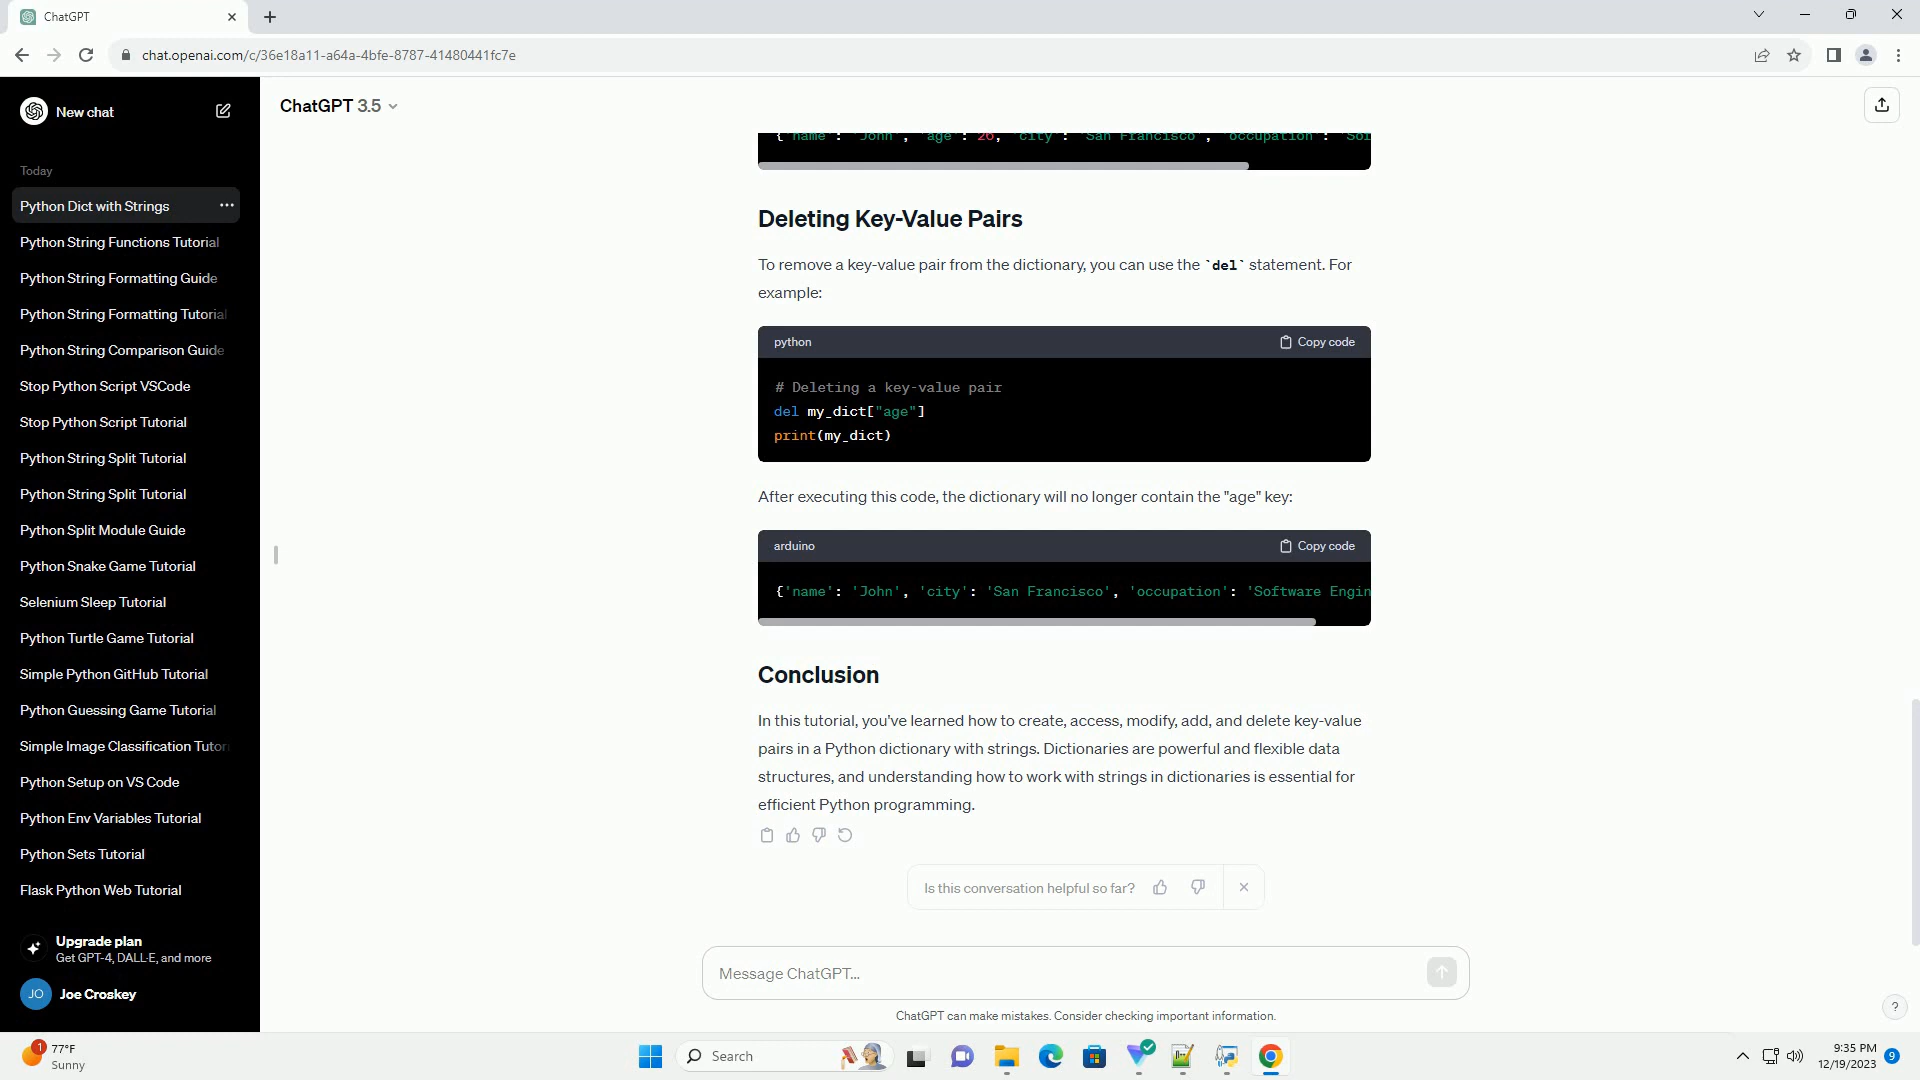 ChatGPT
chat.openai.com/c/36e18a11-a64a-4bfe-8787-41480441fc7e
New chat
Today
Python Dict with Strings
Python String Functions Tutorial
Python String Formatting Guide
Python String Formatting Tutorial
Python String Comparison Guide
Stop Python Script VSCode
Stop Python Script Tutorial
Python String Split Tutorial
Python String Split Tutorial
Python Split Module Guide
Python Snake Game Tutorial
Selenium Sleep Tutorial
Python Turtle Game Tutorial
Simple Python GitHub Tutorial
Python Guessing Game Tutorial
Simple Image Classification Tutor
Python Setup on VS Code
Python Env Variables Tutorial
Python Sets Tutorial
Flask Python Web Tutorial
Upgrade plan
Get GPT-4, DALL·E, and more
JO Joe Croskey
ChatGPT 3.5
{'name': 'John', 'age': 26, 'city': 'San Francisco', 'occupation': 'Sof
Deleting Key-Value Pairs
To remove a key-value pair from the dictionary, you can use the `del` statement. For
example:
python Copy code
# Deleting a key-value pair
del my_dict["age"]
print(my_dict)
After executing this code, the dictionary will no longer contain the "age" key:
arduino Copy code
{'name': 'John', 'city': 'San Francisco', 'occupation': 'Software Engin
Conclusion
In this tutorial, you've learned how to create, access, modify, add, and delete key-value
pairs in a Python dictionary with strings. Dictionaries are powerful and flexible data
structures, and understanding how to work with strings in dictionaries is essential for
efficient Python programming.
Is this conversation helpful so far?
Message ChatGPT...
ChatGPT can make mistakes. Consider checking important information.
?
1
77°F
Sunny
Search
9:35 PM
12/19/2023
9